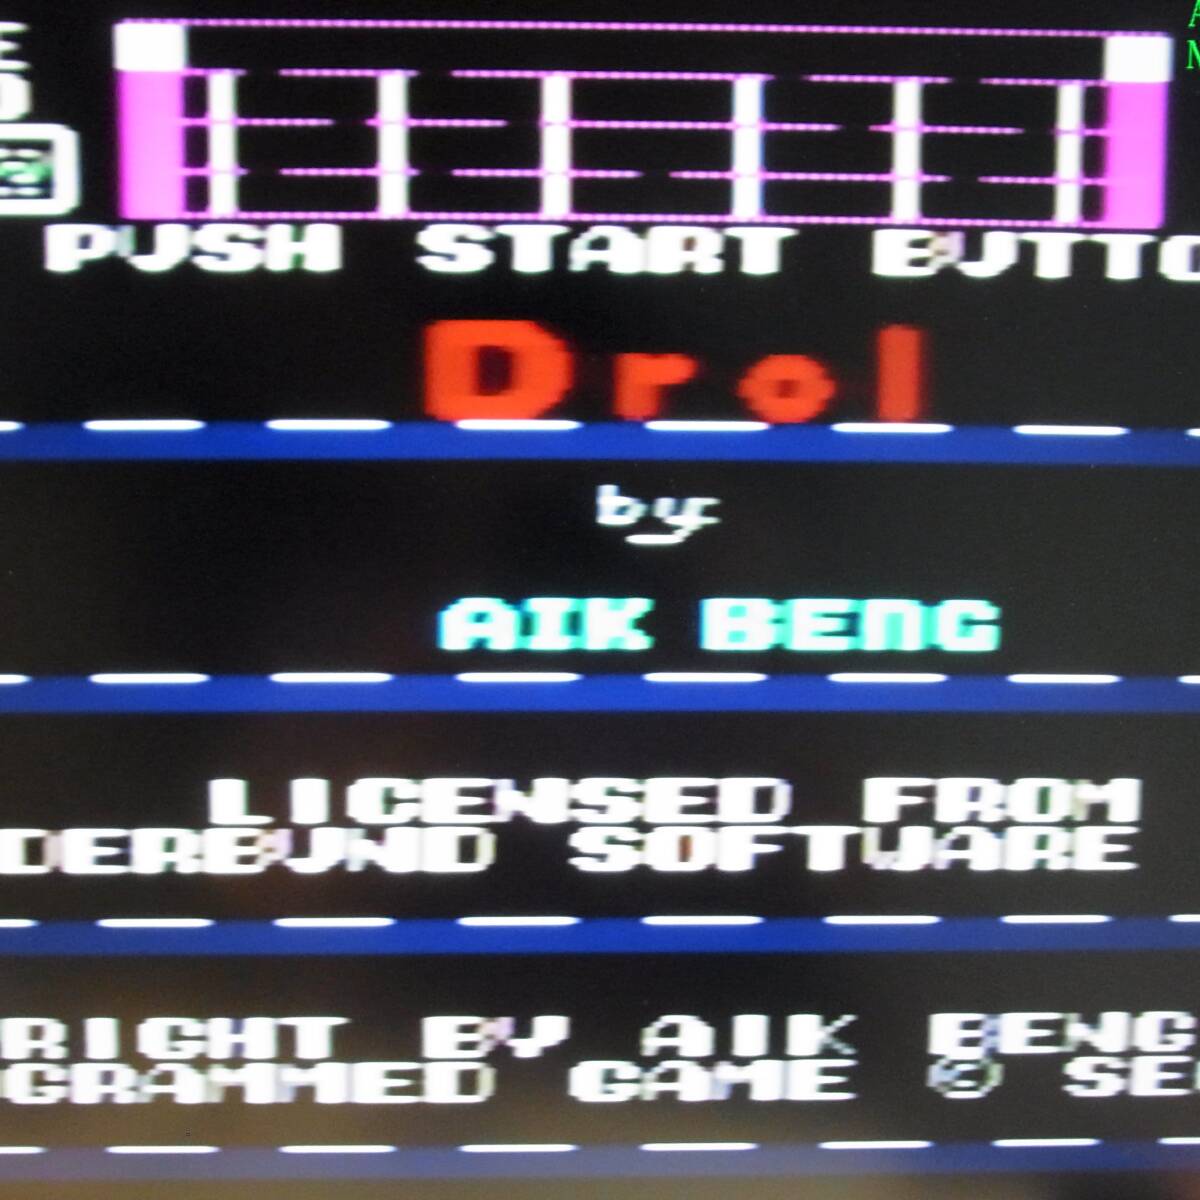 PUSH START BUTTO
Drol
by:
AIK BENG
LICENSED FROM
DERBUND SOFTWARE
RIGHT BY AIK BENG
GRAMMED GAME © SE